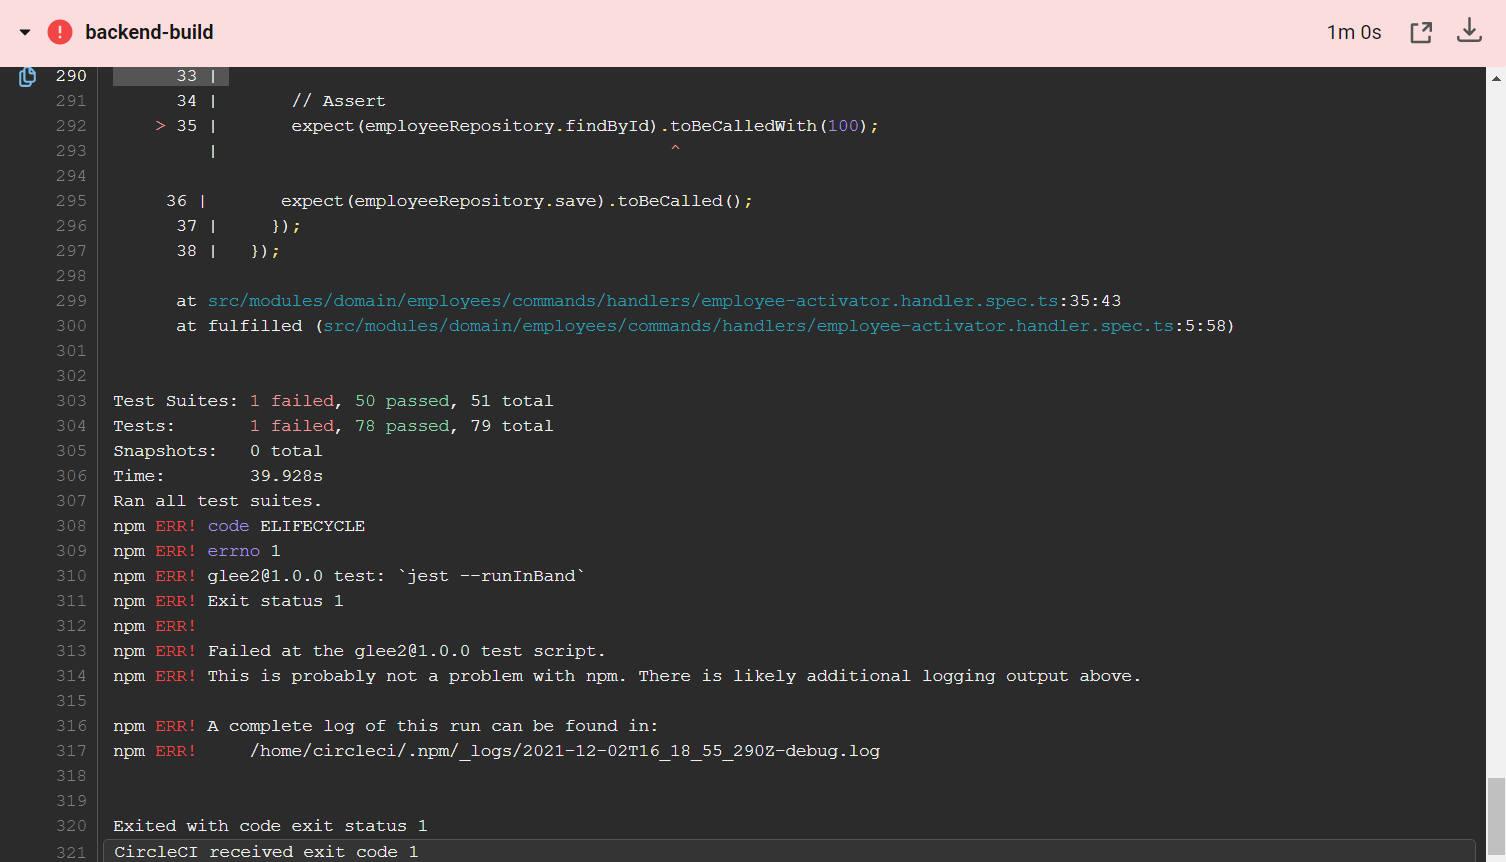 backend-build 1m 0s
290 33 |
291 34 | // Assert
292 > 35 | expect(employeeRepository.findById).toBeCalledWith(100);
293 | ^
294
295 36 | expect(employeeRepository.save).toBeCalled();
296 37 | });
297 38 | });
298
299 at src/modules/domain/employees/commands/handlers/employee-activator.handler.spec.ts:35:43
300 at fulfilled (src/modules/domain/employees/commands/handlers/employee-activator.handler.spec.ts:5:58)
301
302
303 Test Suites: 1 failed, 50 passed, 51 total
304 Tests: 1 failed, 78 passed, 79 total
305 Snapshots: 0 total
306 Time: 39.928s
307 Ran all test suites.
308 npm ERR! code ELIFECYCLE
309 npm ERR! errno 1
310 npm ERR! glee2@1.0.0 test: `jest --runInBand`
311 npm ERR! Exit status 1
312 npm ERR!
313 npm ERR! Failed at the glee2@1.0.0 test script.
314 npm ERR! This is probably not a problem with npm. There is likely additional logging output above.
315
316 npm ERR! A complete log of this run can be found in:
317 npm ERR! /home/circleci/.npm/_logs/2021-12-02T16_18_55_290Z-debug.log
318
319
320 Exited with code exit status 1
321 CircleCI received exit code 1